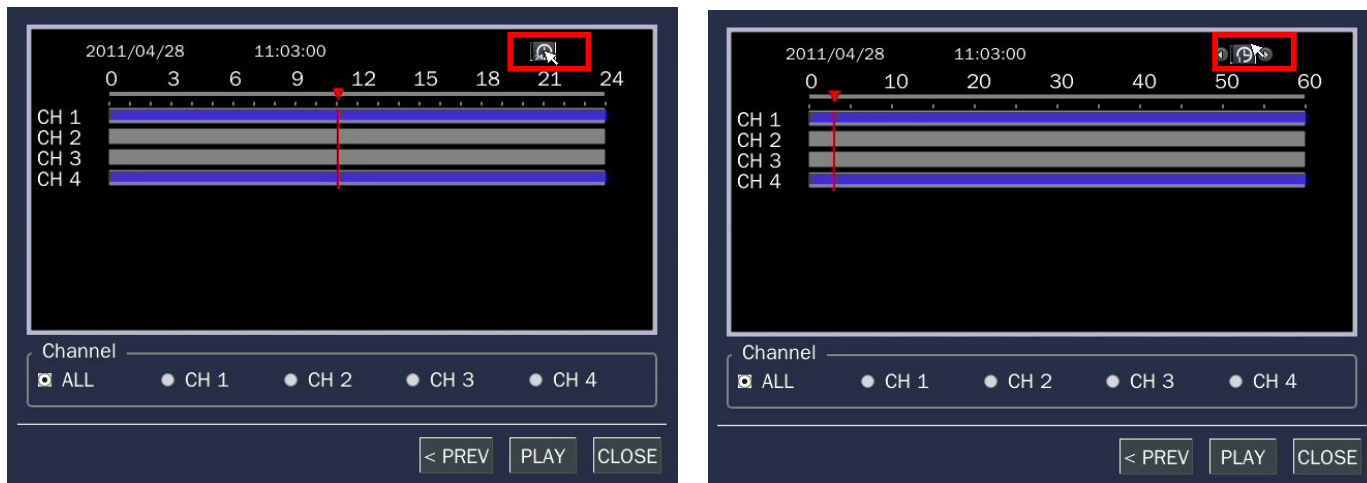 2011/04/28 11:03:00
0 3 6 9 12 15 18 21 24
CH 1
CH 2
CH 3
CH 4
Channel
ALL CH 1 CH 2 CH 3 CH 4
< PREV PLAY CLOSE
2011/04/28 11:03:00
0 10 20 30 40 50 60
CH 1
CH 2
CH 3
CH 4
Channel
ALL CH 1 CH 2 CH 3 CH 4
< PREV PLAY CLOSE